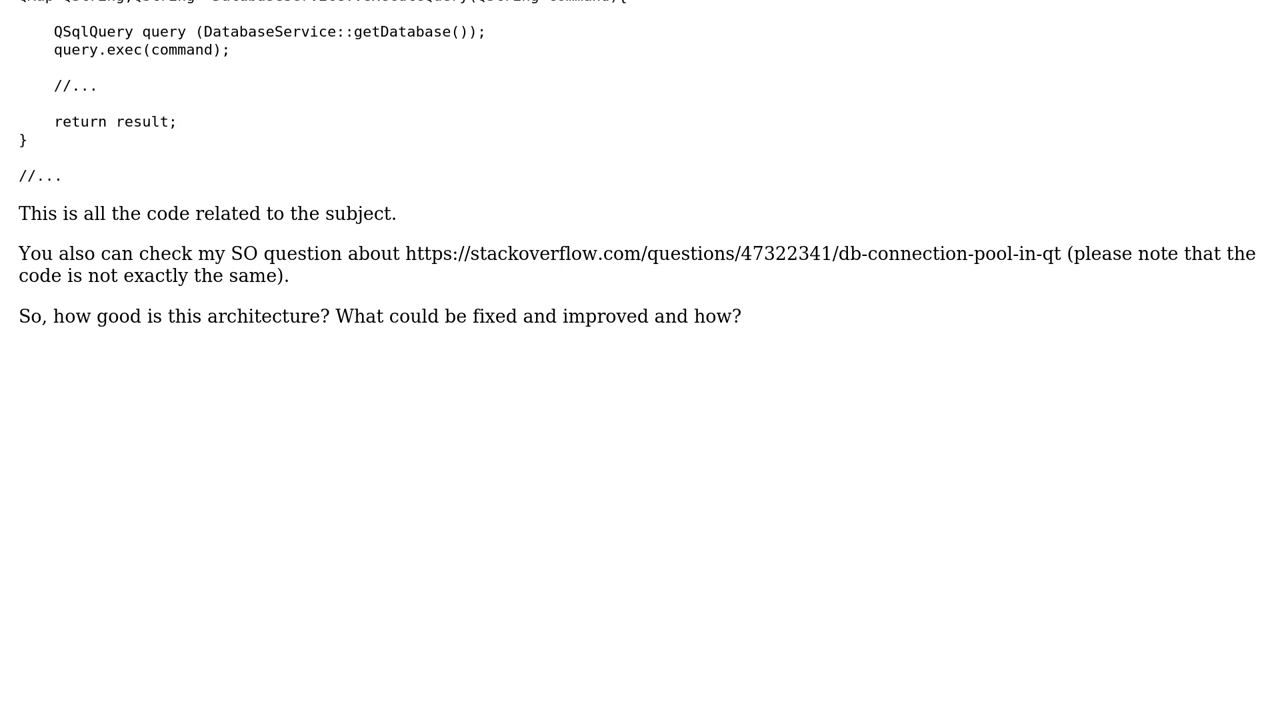 QSqlQuery query (DatabaseService::getDatabase());
query.exec(command);
//...
return result;
}
//...
This is all the code related to the subject.
You also can check my SO question about https://stackoverflow.com/questions/47322341/db-connection-pool-in-qt (please note that the
code is not exactly the same).
So, how good is this architecture? What could be fixed and improved and how?